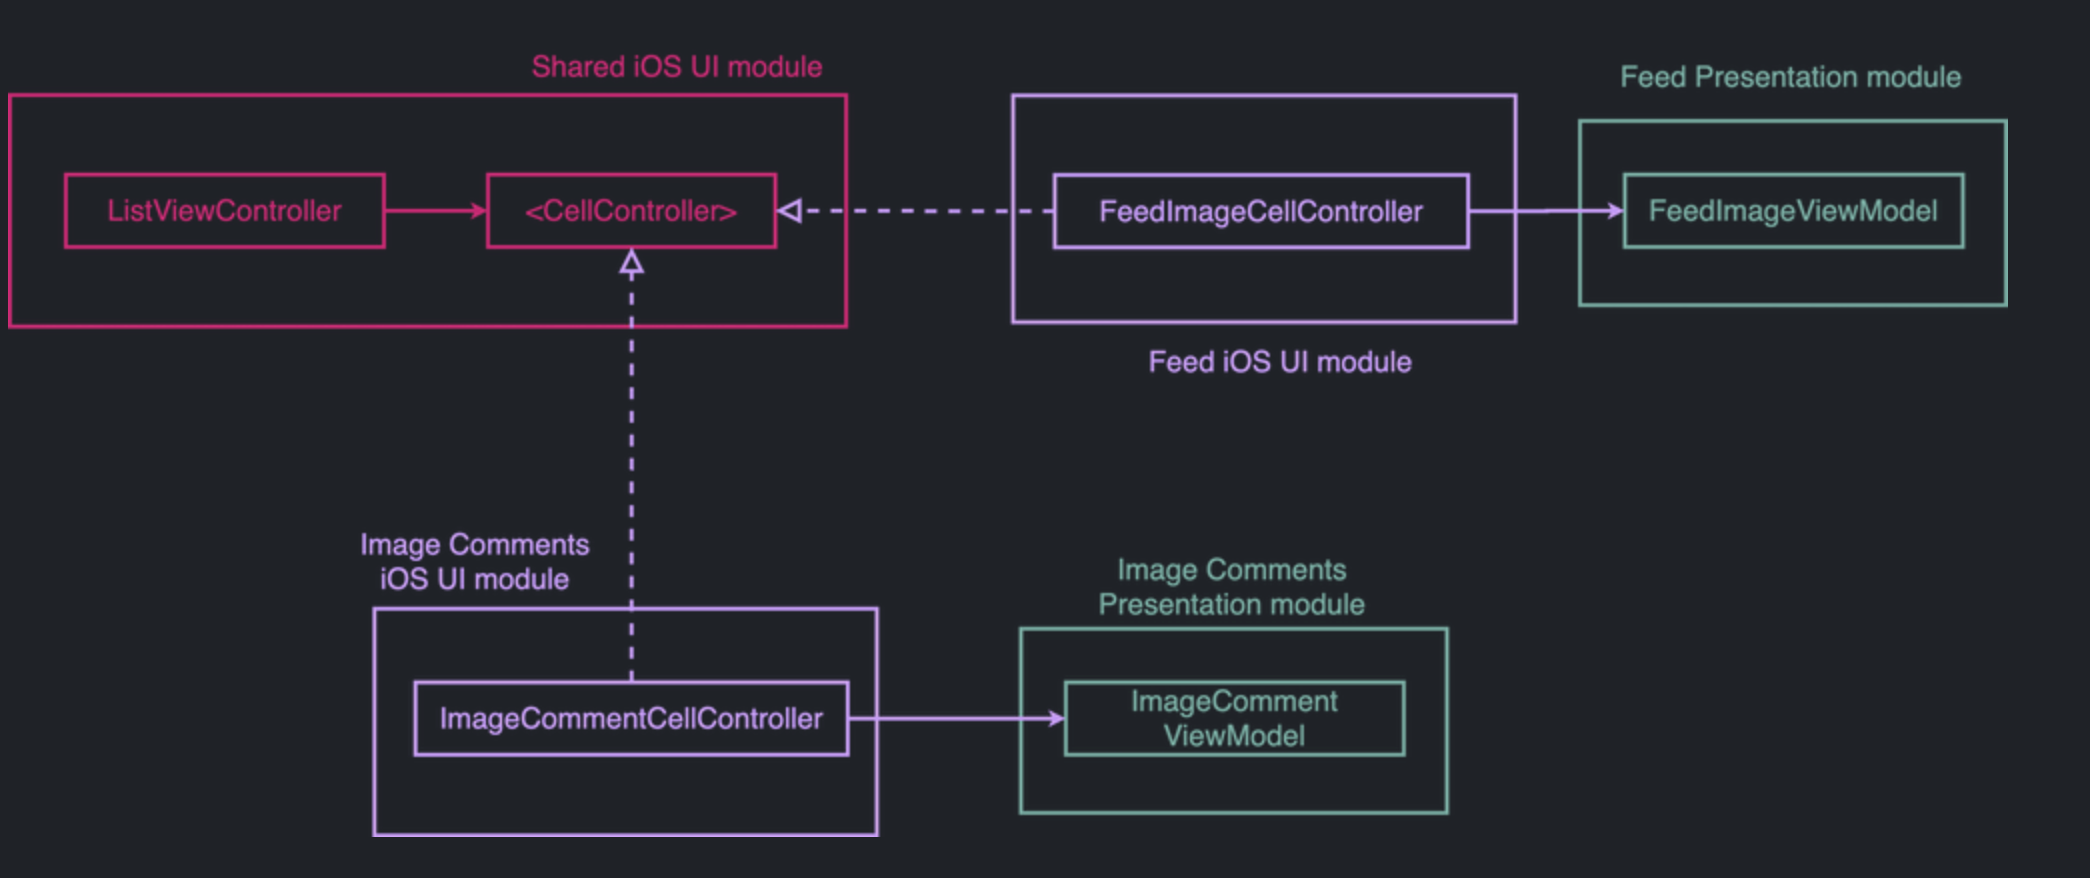 Shared iOS UI module
Feed Presentation module
ListViewController
<CellController>
FeedImageCellController
FeedImageViewModel
Feed iOS UI module
Image Comments
iOS UI module
Image Comments
Presentation module
ImageCommentCellController
ImageComment
ViewModel